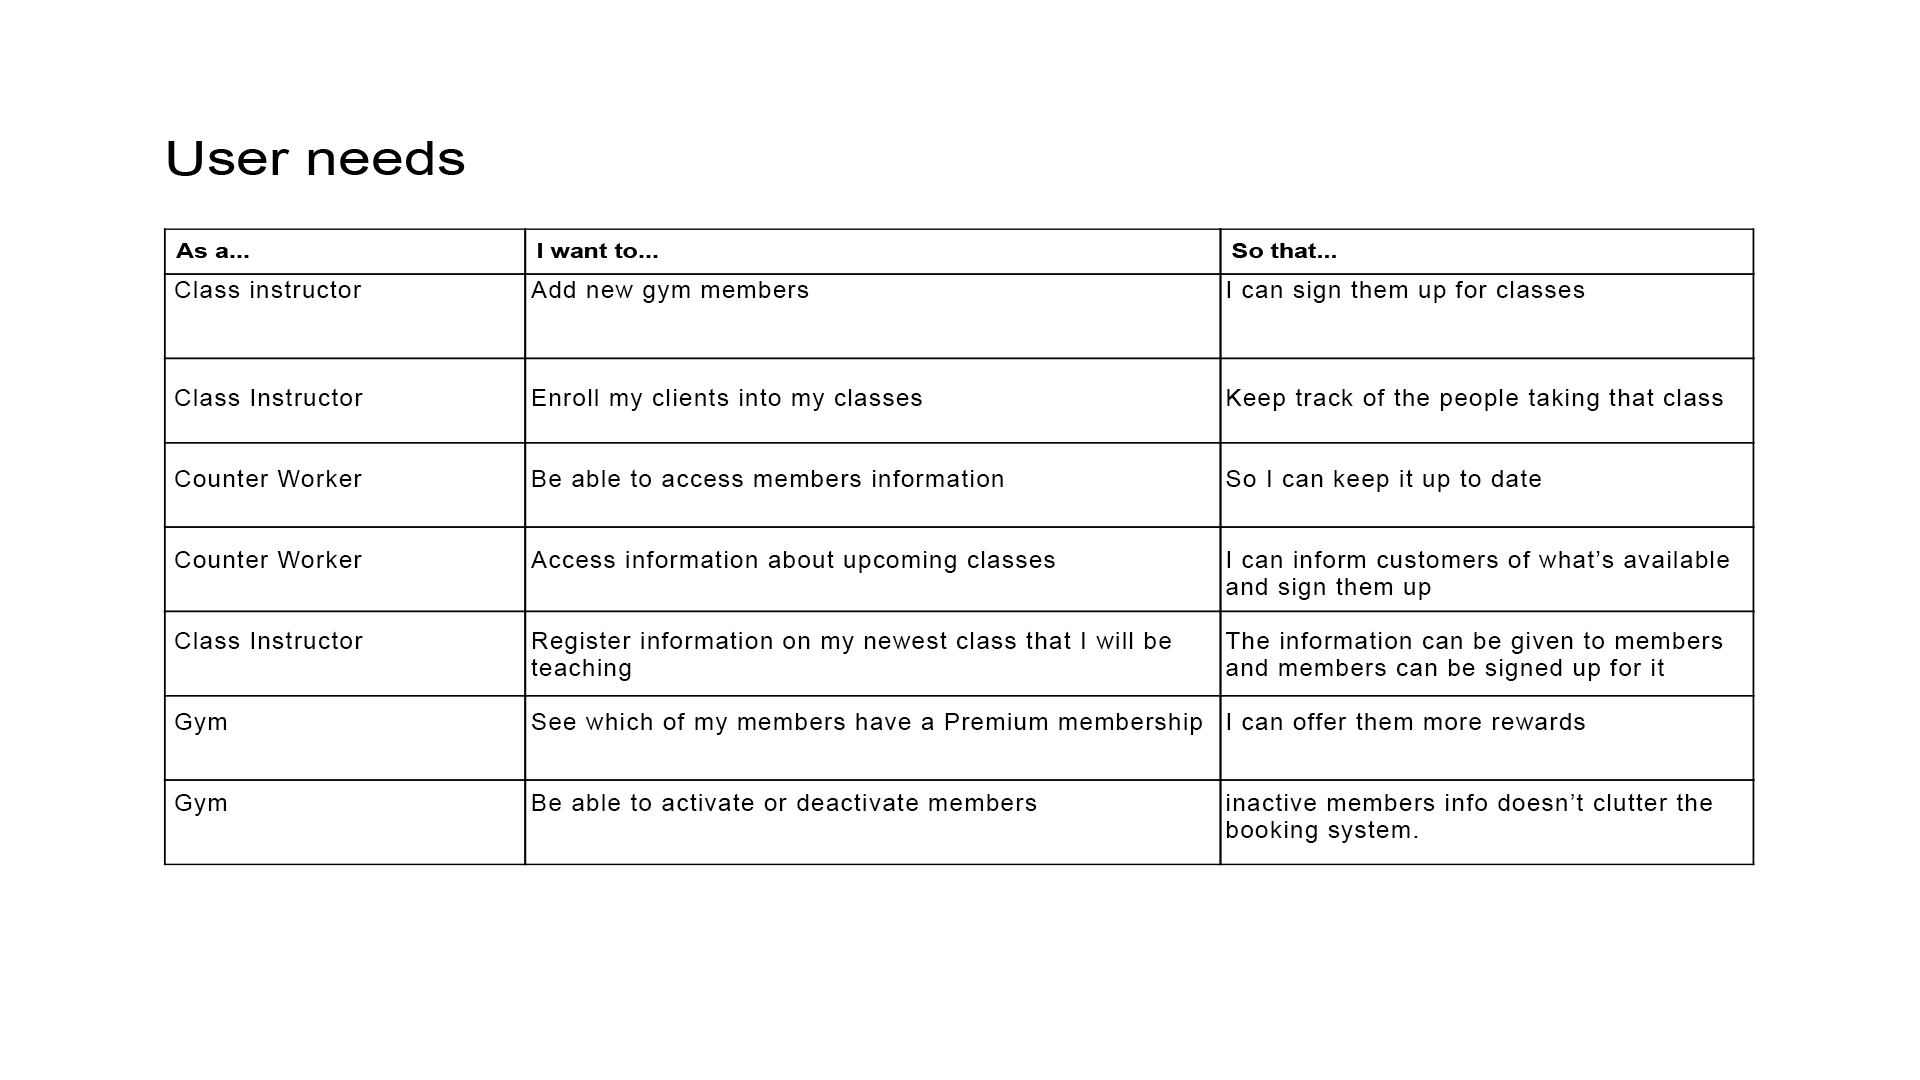 User needs
As a...
I want to...
So that...
Class instructor
Add new gym members
I can sign them up for classes
Class Instructor
Enroll my clients into my classes
Keep track of the people taking that class
Counter Worker
Be able to access members information
So I can keep it up to date
Counter Worker
Access information about upcoming classes
I can inform customers of what’s available
and sign them up
Class Instructor
Register information on my newest class that I will be
teaching
The information can be given to members
and members can be signed up for it
Gym
See which of my members have a Premium membership
I can offer them more rewards
Gym
Be able to activate or deactivate members
inactive members info doesn’t clutter the
booking system.